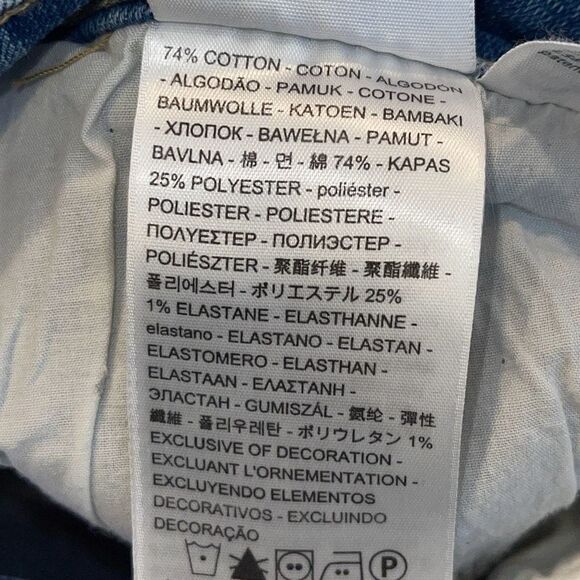 74% COTTON - COTON - ALGODÓN
- ALGODÃO - PAMUK - COTONE -
BAUMWOLLE - KATOEN - BAMBAKI
- ХЛОПОК - BAWEŁNA - PAMUT -
BAVLNA - 棉 - 면 - 綿 74% - KAPAS
25% POLYESTER - poliéster -
POLIESTER - POLIESTERE -
ΠΟΛΥΕΣΤΕΡ - ПОЛИЭСТЕР -
POLIÉSZTER - 聚酯纤维 - 聚酯纖維 -
폴리에스터 - ポリエステル 25%
1% ELASTANE - ELASTHANNE -
elastano - ELASTANO - ELASTAN -
ELASTOMERO - ELASTHAN -
ELASTAAN - ΕΛΑΣΤΑΝΗ -
ЭЛАСТАН - GUMISZÁL - 氨纶 - 彈性
纖維 - 폴리우레탄 - ポリウレタン 1%
EXCLUSIVE OF DECORATION -
EXCLUANT L'ORNEMENTATION -
EXCLUYENDO ELEMENTOS
DECORATIVOS - EXCLUINDO
DECORAÇÃO
P